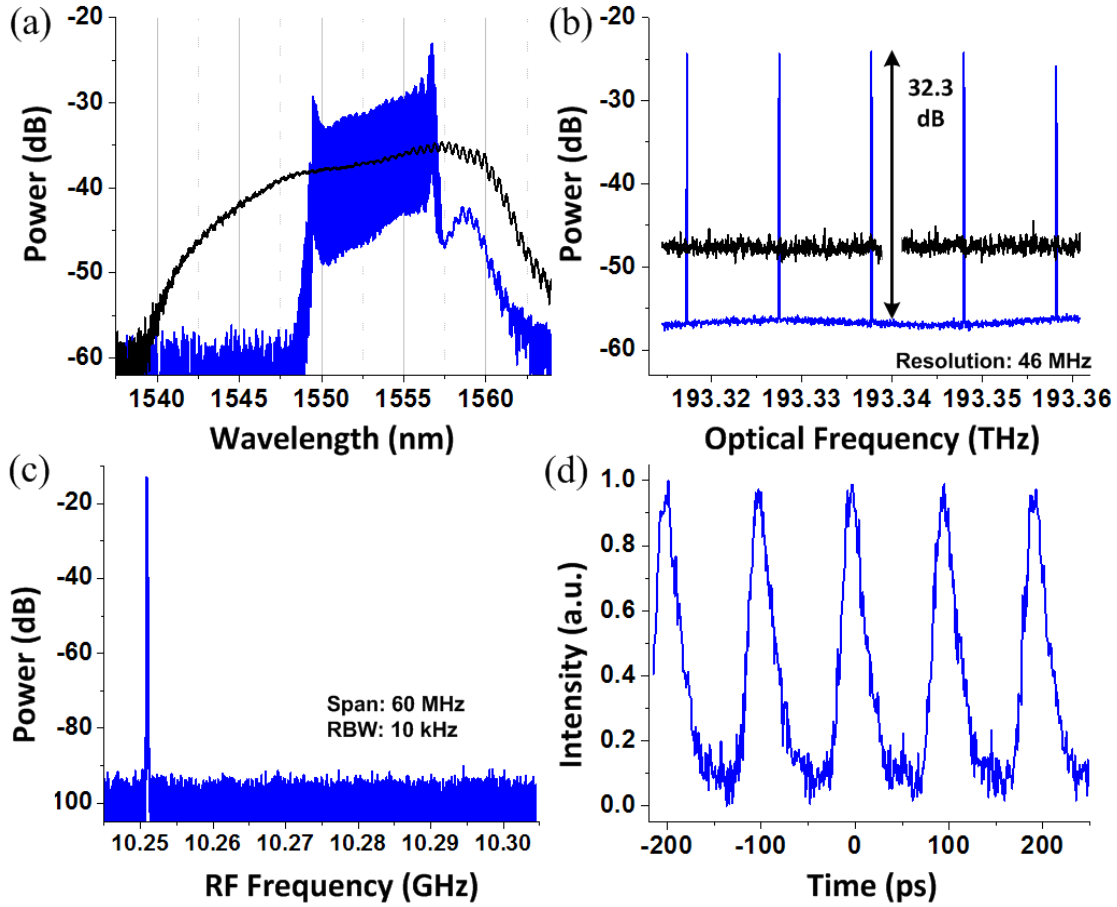 (a)
-20
-30
-40
-50
-60
Power (dB)
1540 1545 1550 1555 1560
Wavelength (nm)
(b)
-20
-30
-40
-50
-60
Power (dB)
32.3
dB
Resolution: 46 MHz
193.32 193.33 193.34 193.35 193.36
Optical Frequency (THz)
(c)
-20
-40
-60
-80
100
Power (dB)
Span: 60 MHz
RBW: 10 kHz
10.25 10.26 10.27 10.28 10.29 10.30
RF Frequency (GHz)
(d)
1.0
0.8
0.6
0.4
0.2
0.0
Intensity (a.u.)
-200 -100 0 100 200
Time (ps)